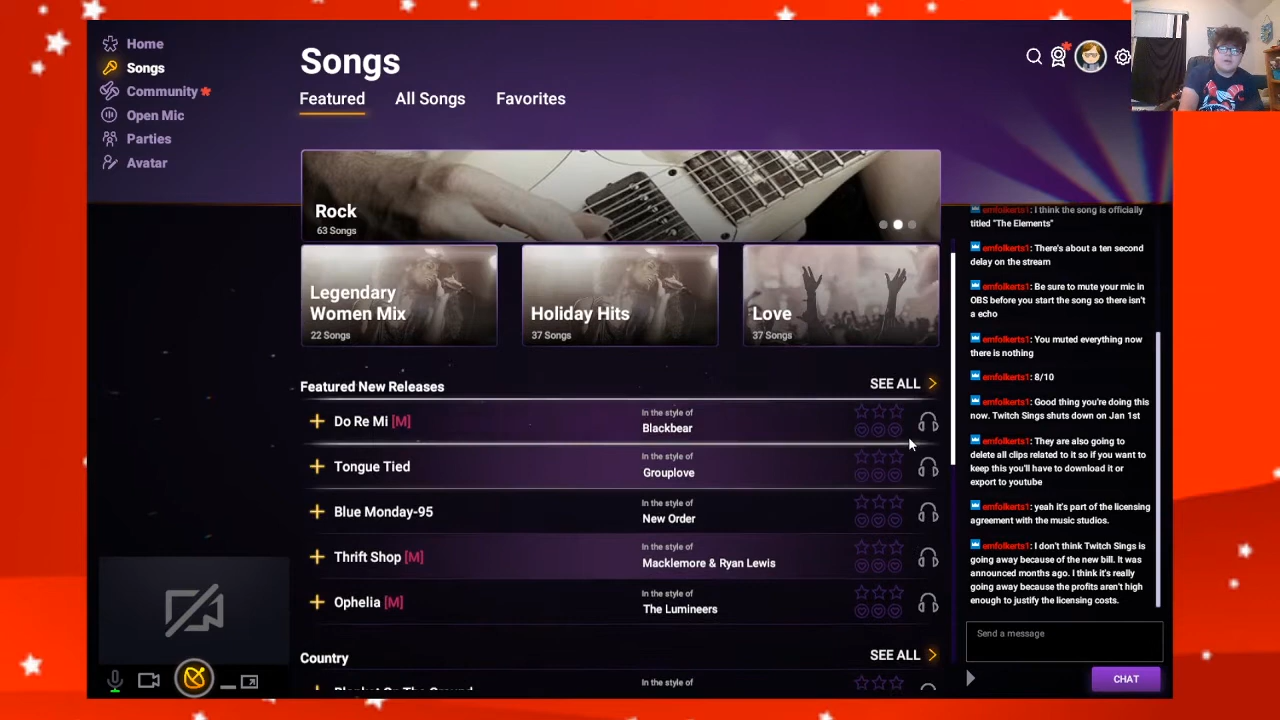 Home
Songs
Community
Open Mic
Parties
Avatar
Songs
Featured
All Songs
Favorites
Rock
63 Songs
Legendary
Women Mix
22 Songs
Holiday Hits
37 Songs
Love
37 Songs
Featured New Releases
SEE ALL
Do Re Mi [M]
In the style of
Blackbear
Tongue Tied
In the style of
Grouplove
Blue Monday-95
In the style of
New Order
Thrift Shop [M]
In the style of
Macklemore & Ryan Lewis
Ophelia [M]
In the style of
The Lumineers
Country
SEE ALL
Blanket On The Ground
In the style of
emfolkerts1: I think the song is officially
titled "The Elements"
emfolkerts1: There's about a ten second
delay on the stream
emfolkerts1: Be sure to mute your mic in
OBS before you start the song so there isn't
a echo
emfolkerts1: You muted everything now
there is nothing
emfolkerts1: 8/10
emfolkerts1: Good thing you're doing this
now. Twitch Sings shuts down on Jan 1st
emfolkerts1: They are also going to
delete all clips related to it so if you want to
keep this you'll have to download it or
export to youtube
emfolkerts1: yeah it's part of the licensing
agreement with the music studios.
emfolkerts1: I don't think Twitch Sings is
going away because of the new bill. It was
announced months ago. I think it's really
going away because the profits aren't high
enough to justify the licensing costs.
Send a message
CHAT